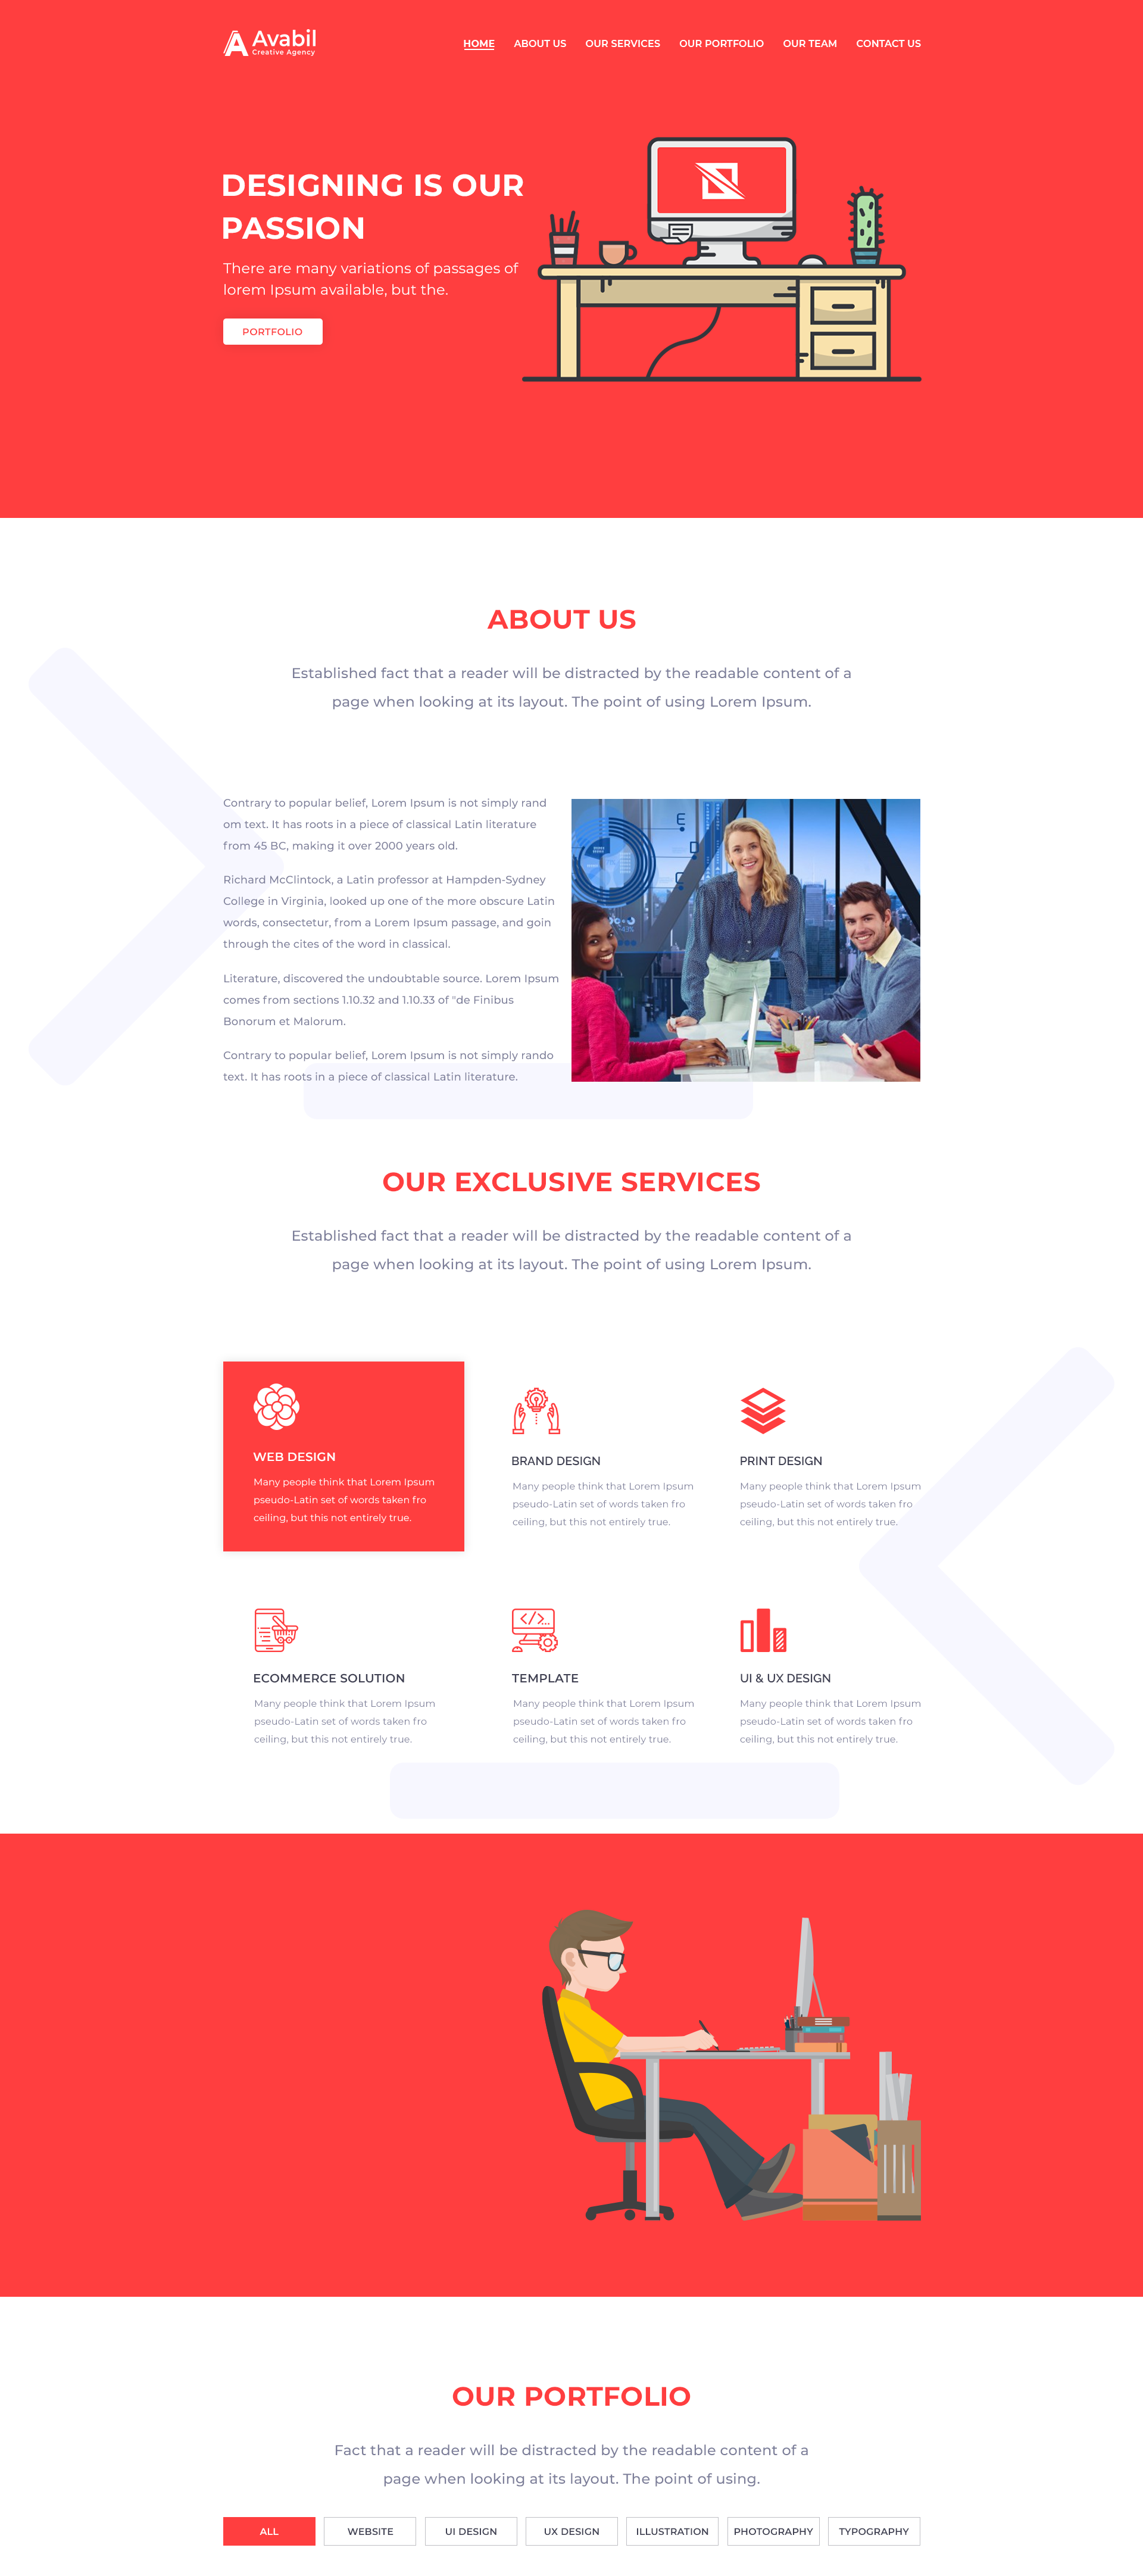 Avabil
Creative Agency
HOME ABOUT US OUR SERVICES OUR PORTFOLIO OUR TEAM CONTACT US
DESIGNING IS OUR
PASSION
There are many variations of passages of
lorem Ipsum available, but the.
PORTFOLIO
ABOUT US
Established fact that a reader will be distracted by the readable content of a
page when looking at its layout. The point of using Lorem Ipsum.
Contrary to popular belief, Lorem Ipsum is not simply rand
om text. It has roots in a piece of classical Latin literature
from 45 BC, making it over 2000 years old.
Richard McClintock, a Latin professor at Hampden-Sydney
College in Virginia, looked up one of the more obscure Latin
words, consectetur, from a Lorem Ipsum passage, and goin
through the cites of the word in classical.
Literature, discovered the undoubtable source. Lorem Ipsum
comes from sections 1.10.32 and 1.10.33 of "de Finibus
Bonorum et Malorum.
Contrary to popular belief, Lorem Ipsum is not simply rando
text. It has roots in a piece of classical Latin literature.
E
D
C
OUR EXCLUSIVE SERVICES
Established fact that a reader will be distracted by the readable content of a
page when looking at its layout. The point of using Lorem Ipsum.
WEB DESIGN
Many people think that Lorem Ipsum
pseudo-Latin set of words taken fro
ceiling, but this not entirely true.
BRAND DESIGN
Many people think that Lorem Ipsum
pseudo-Latin set of words taken fro
ceiling, but this not entirely true.
PRINT DESIGN
Many people think that Lorem Ipsum
pseudo-Latin set of words taken fro
ceiling, but this not entirely true.
ECOMMERCE SOLUTION
Many people think that Lorem Ipsum
pseudo-Latin set of words taken fro
ceiling, but this not entirely true.
TEMPLATE
Many people think that Lorem Ipsum
pseudo-Latin set of words taken fro
ceiling, but this not entirely true.
UI & UX DESIGN
Many people think that Lorem Ipsum
pseudo-Latin set of words taken fro
ceiling, but this not entirely true.
OUR PORTFOLIO
Fact that a reader will be distracted by the readable content of a
page when looking at its layout. The point of using.
ALL WEBSITE UI DESIGN UX DESIGN ILLUSTRATION PHOTOGRAPHY TYPOGRAPHY